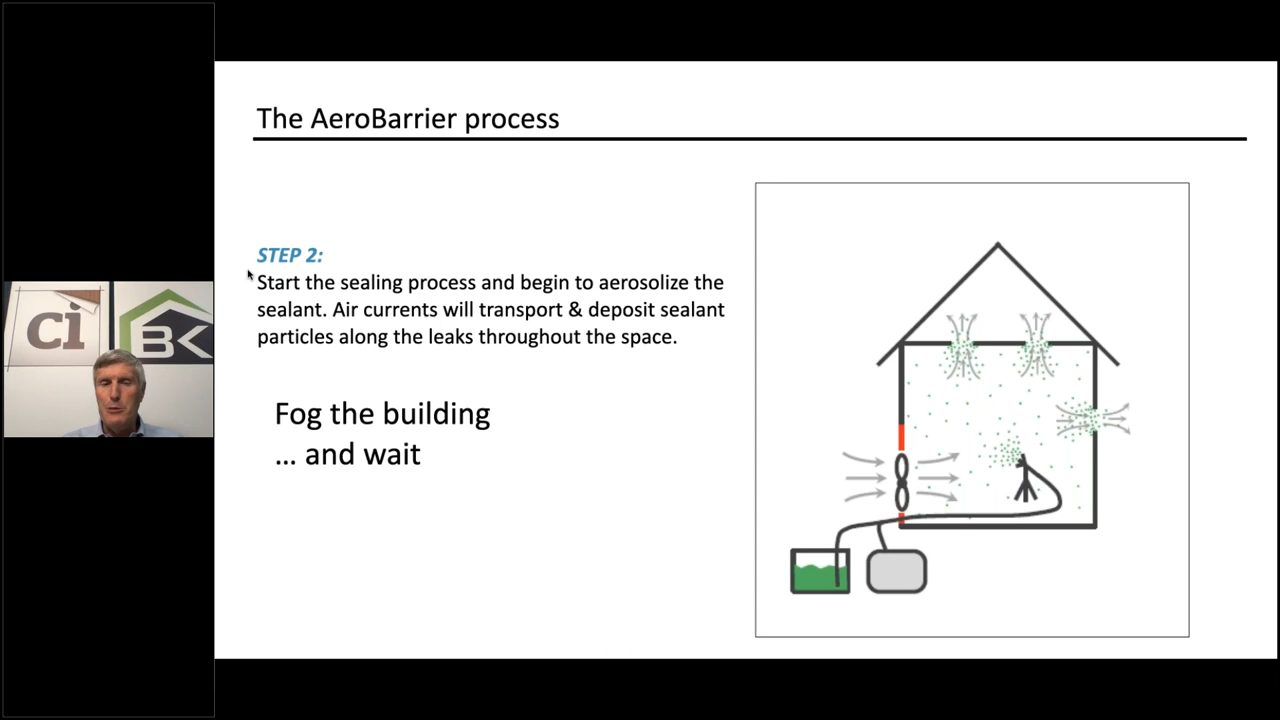 The AeroBarrier process
STEP 2:
Start the sealing process and begin to aerosolize the
sealant. Air currents will transport & deposit sealant
particles along the leaks throughout the space.
Fog the building
... and wait
ci
BK